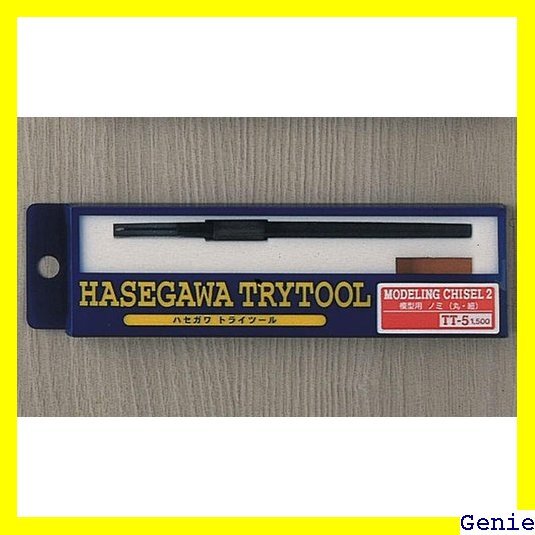 HASEGAWA TRYTOOL
ハセガワ トライツール
MODELING CHISEL 2
模型用 ノミ (丸・細)
TT-5 1,500
Genie